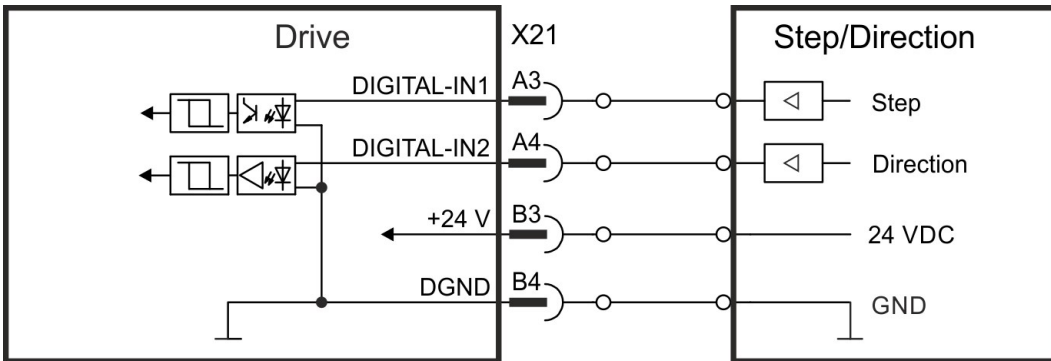 Drive
X21
Step/Direction
DIGITAL-IN1
A3
Step
DIGITAL-IN2
A4
Direction
+24 V
B3
24 VDC
DGND
B4
GND